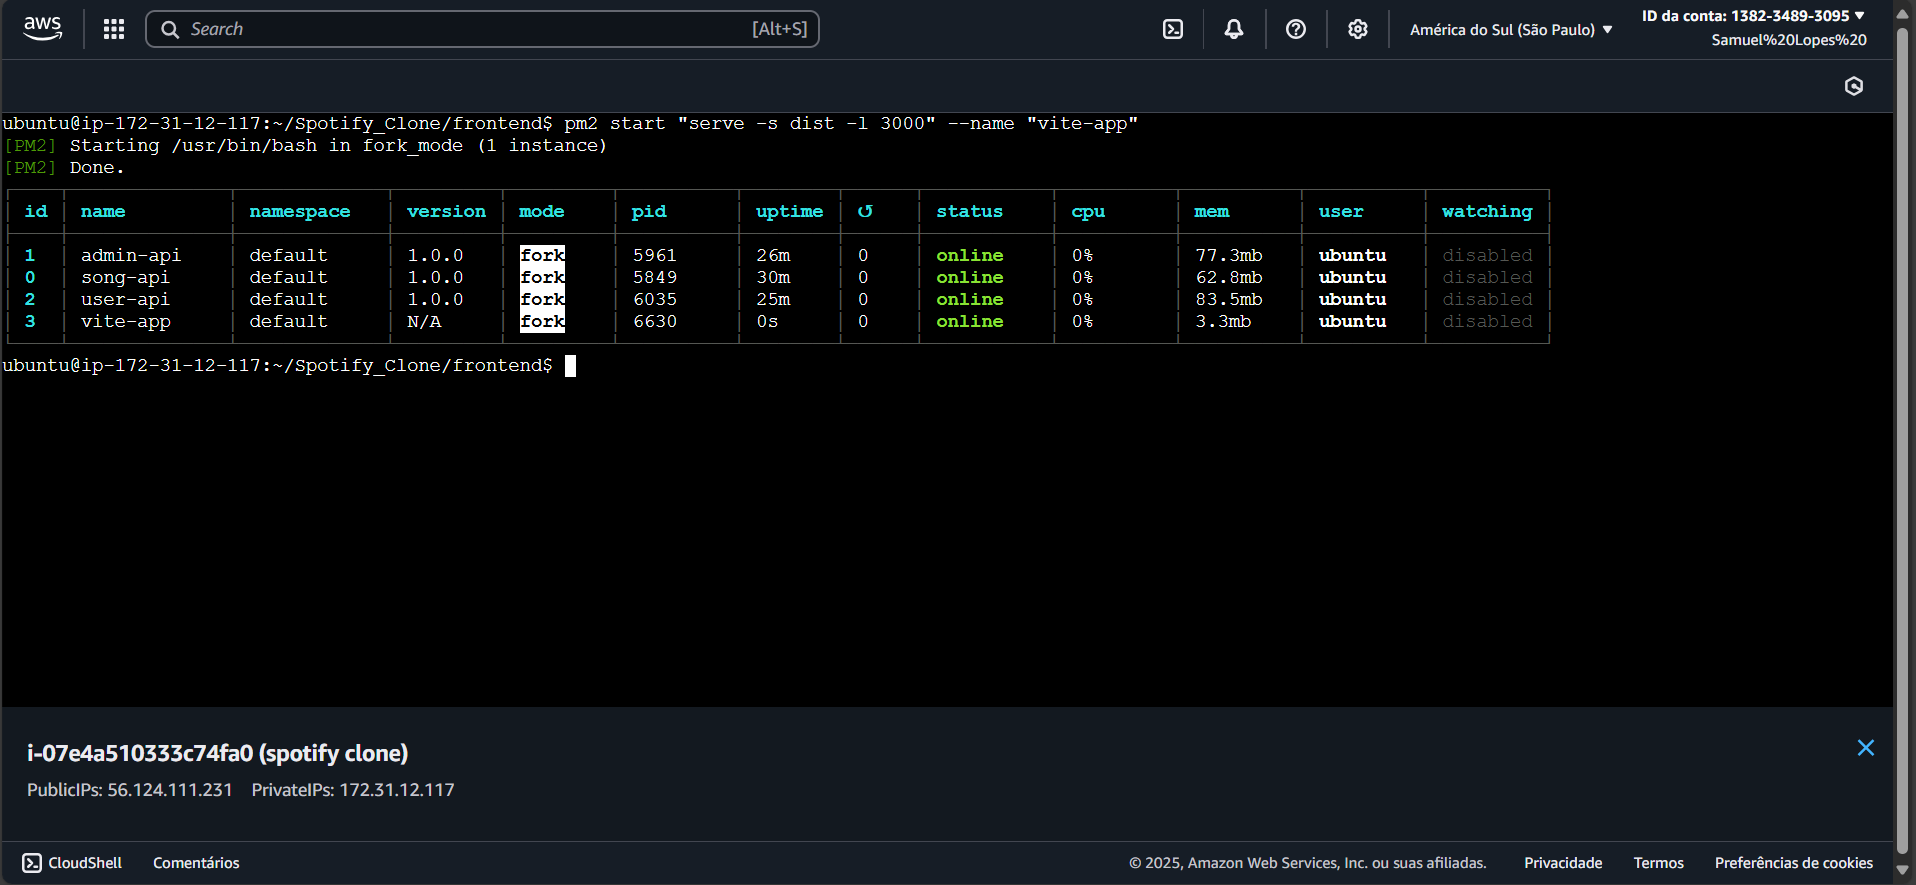 aws
Search [Alt+S]
América do Sul (São Paulo) ▼
ID da conta: 1382-3489-3095 ▼
Samuel%20Lopes%20
ubuntu@ip-172-31-12-117:~/Spotify_Clone/frontend$ pm2 start "serve -s dist -l 3000" --name "vite-app"
[PM2] Starting /usr/bin/bash in fork_mode (1 instance)
[PM2] Done.
id │ name │ namespace │ version │ mode │ pid │ uptime │ ↺ │ status │ cpu │ mem │ user │ watching
1 │ admin-api │ default │ 1.0.0 │ fork │ 5961 │ 26m │ 0 │ online │ 0% │ 77.3mb │ ubuntu │ disabled
0 │ song-api │ default │ 1.0.0 │ fork │ 5849 │ 30m │ 0 │ online │ 0% │ 62.8mb │ ubuntu │ disabled
2 │ user-api │ default │ 1.0.0 │ fork │ 6035 │ 25m │ 0 │ online │ 0% │ 83.5mb │ ubuntu │ disabled
3 │ vite-app │ default │ N/A │ fork │ 6630 │ 0s │ 0 │ online │ 0% │ 3.3mb │ ubuntu │ disabled
ubuntu@ip-172-31-12-117:~/Spotify_Clone/frontend$
i-07e4a510333c74fa0 (spotify clone)
PublicIPs: 56.124.111.231 PrivateIPs: 172.31.12.117
CloudShell Comentários © 2025, Amazon Web Services, Inc. ou suas afiliadas. Privacidade Termos Preferências de cookies